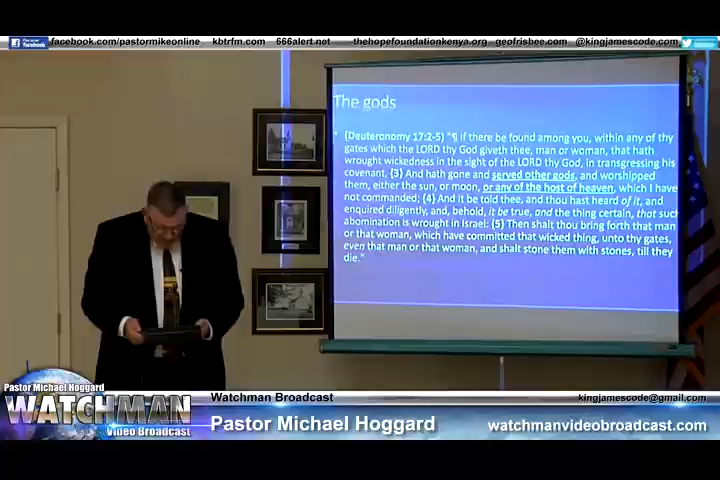 facebook.com/pastormikeonline kbtrfm.com 666alert.net thehopefoundationkenya.org geofrisbee.com @kingjamescode
The gods
(Deuteronomy 17:2-5) "¶ If there be found among you, within any of thy
gates which the LORD thy God giveth thee, man or woman, that hath
wrought wickedness in the sight of the LORD thy God, in transgressing his
covenant, {3} And hath gone and served other gods, and worshipped
them, either the sun, or moon, or any of the host of heaven, which I have
not commanded; {4} And it be told thee, and thou hast heard of it, and
enquired diligently, and, behold, it be true, and the thing certain, that such
abomination is wrought in Israel: {5} Then shalt thou bring forth that man
or that woman, which have committed that wicked thing, unto thy gates,
even that man or that woman, and shalt stone them with stones, till they
die."
Pastor Michael Hoggard
WATCHMAN
Video Broadcast
Watchman Broadcast kingjamescode@gmail.com
Pastor Michael Hoggard watchmanvideobroadcast.com